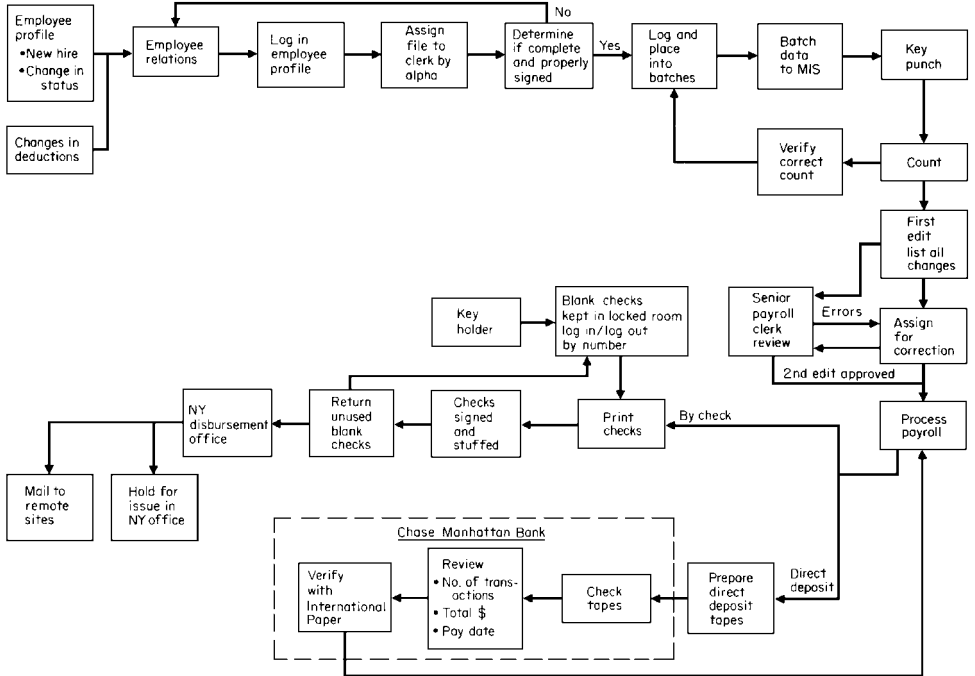 Employee
profile
• New hire
• Change in
status
Changes in
deductions
Employee
relations
Log in
employee
profile
Assign
file to
clerk by
alpha
No
Determine
if complete
and properly
signed
Yes
Log and
place
into
batches
Batch
data
to MIS
Key
punch
Verify
correct
count
Count
First
edit
list all
changes
Senior
payroll
clerk
review
Errors
Assign
for
correction
2nd edit approved
Process
payroll
Key
holder
Blank checks
kept in locked room
log in/log out
by number
By check
Print
checks
Checks
signed
and
stuffed
Return
unused
blank
checks
NY
disbursement
office
Mail to
remote
sites
Hold for
issue in
NY office
Direct
deposit
Prepare
direct
deposit
tapes
Chase Manhattan Bank
Check
tapes
Review
• No. of trans-
actions
• Total $
• Pay date
Verify
with
International
Paper